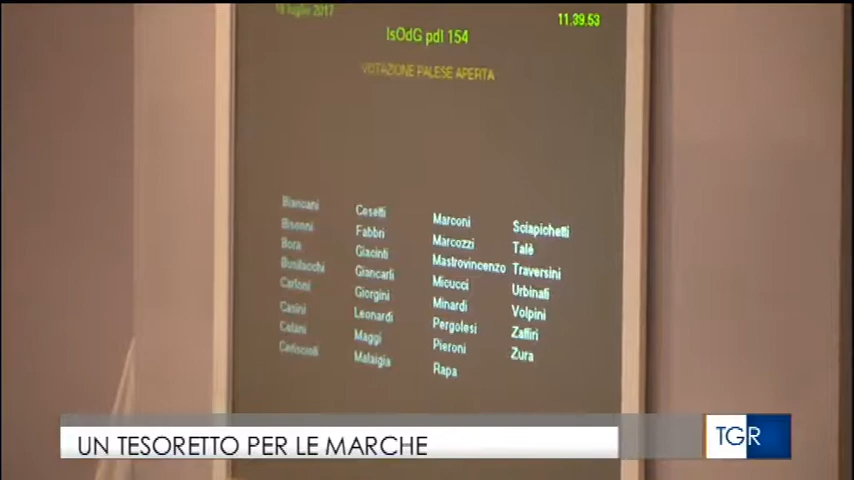 18 luglio 2017
11.39.53
IsOdG pdl 154
VOTAZIONE PALESE APERTA
Biancani
Bisonni
Bora
Busilacchi
Carloni
Casini
Celani
Ceriscioli
Cesetti
Fabbri
Giacinti
Giancarli
Giorgini
Leonardi
Maggi
Malaigia
Marconi
Marcozzi
Mastrovincenzo
Micucci
Minardi
Pergolesi
Pieroni
Rapa
Sciapichetti
Talè
Traversini
Urbinati
Volpini
Zaffiri
Zura
UN TESORETTO PER LE MARCHE
TGR